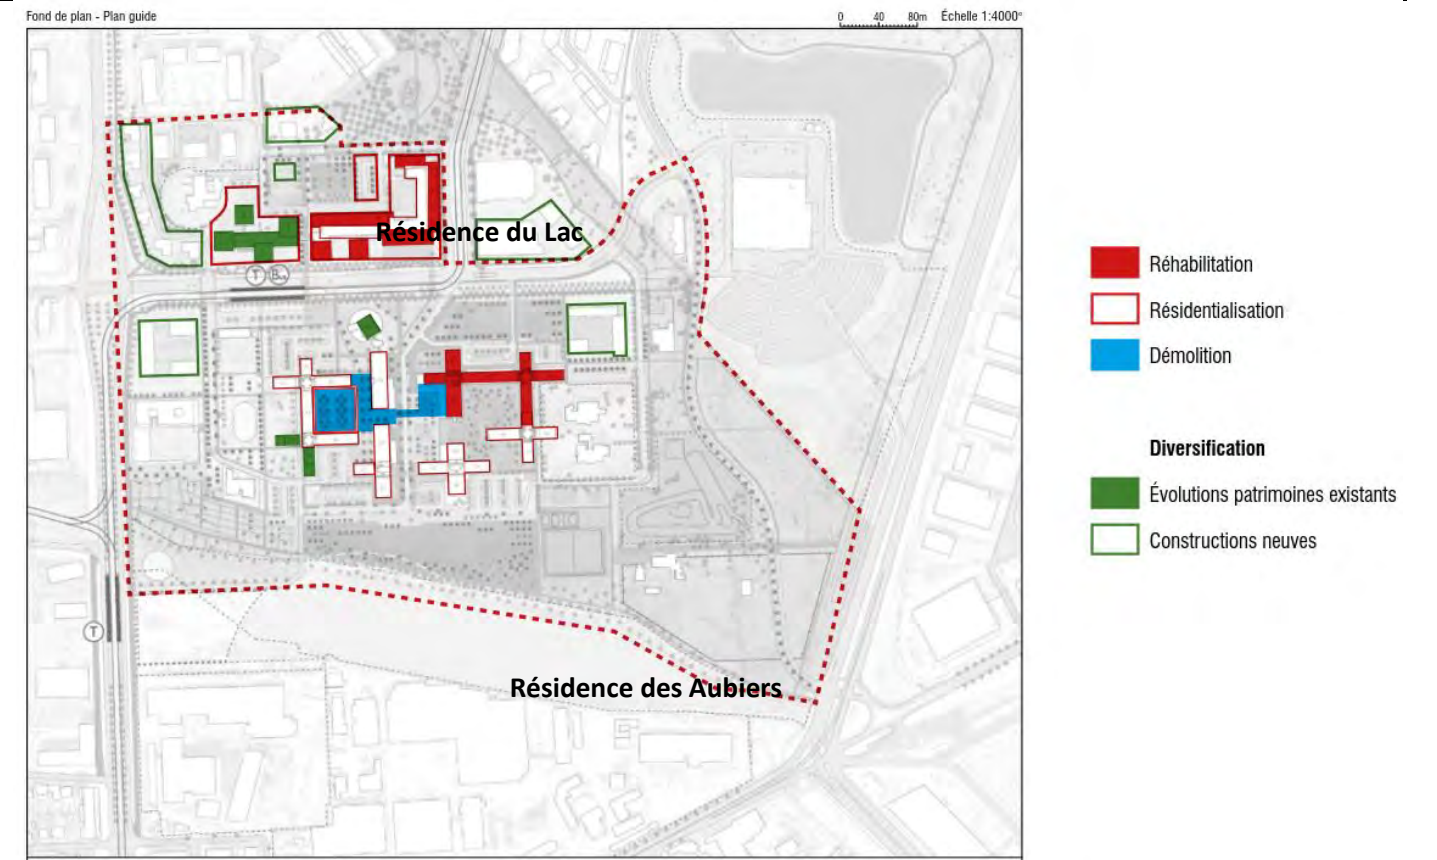 Fond de plan - Plan guide
0 40 80m Échelle 1:4000°
Résidence du Lac
T
T
Résidence des Aubiers
Réhabilitation
Résidentialisation
Démolition
Diversification
Évolutions patrimoines existants
Constructions neuves